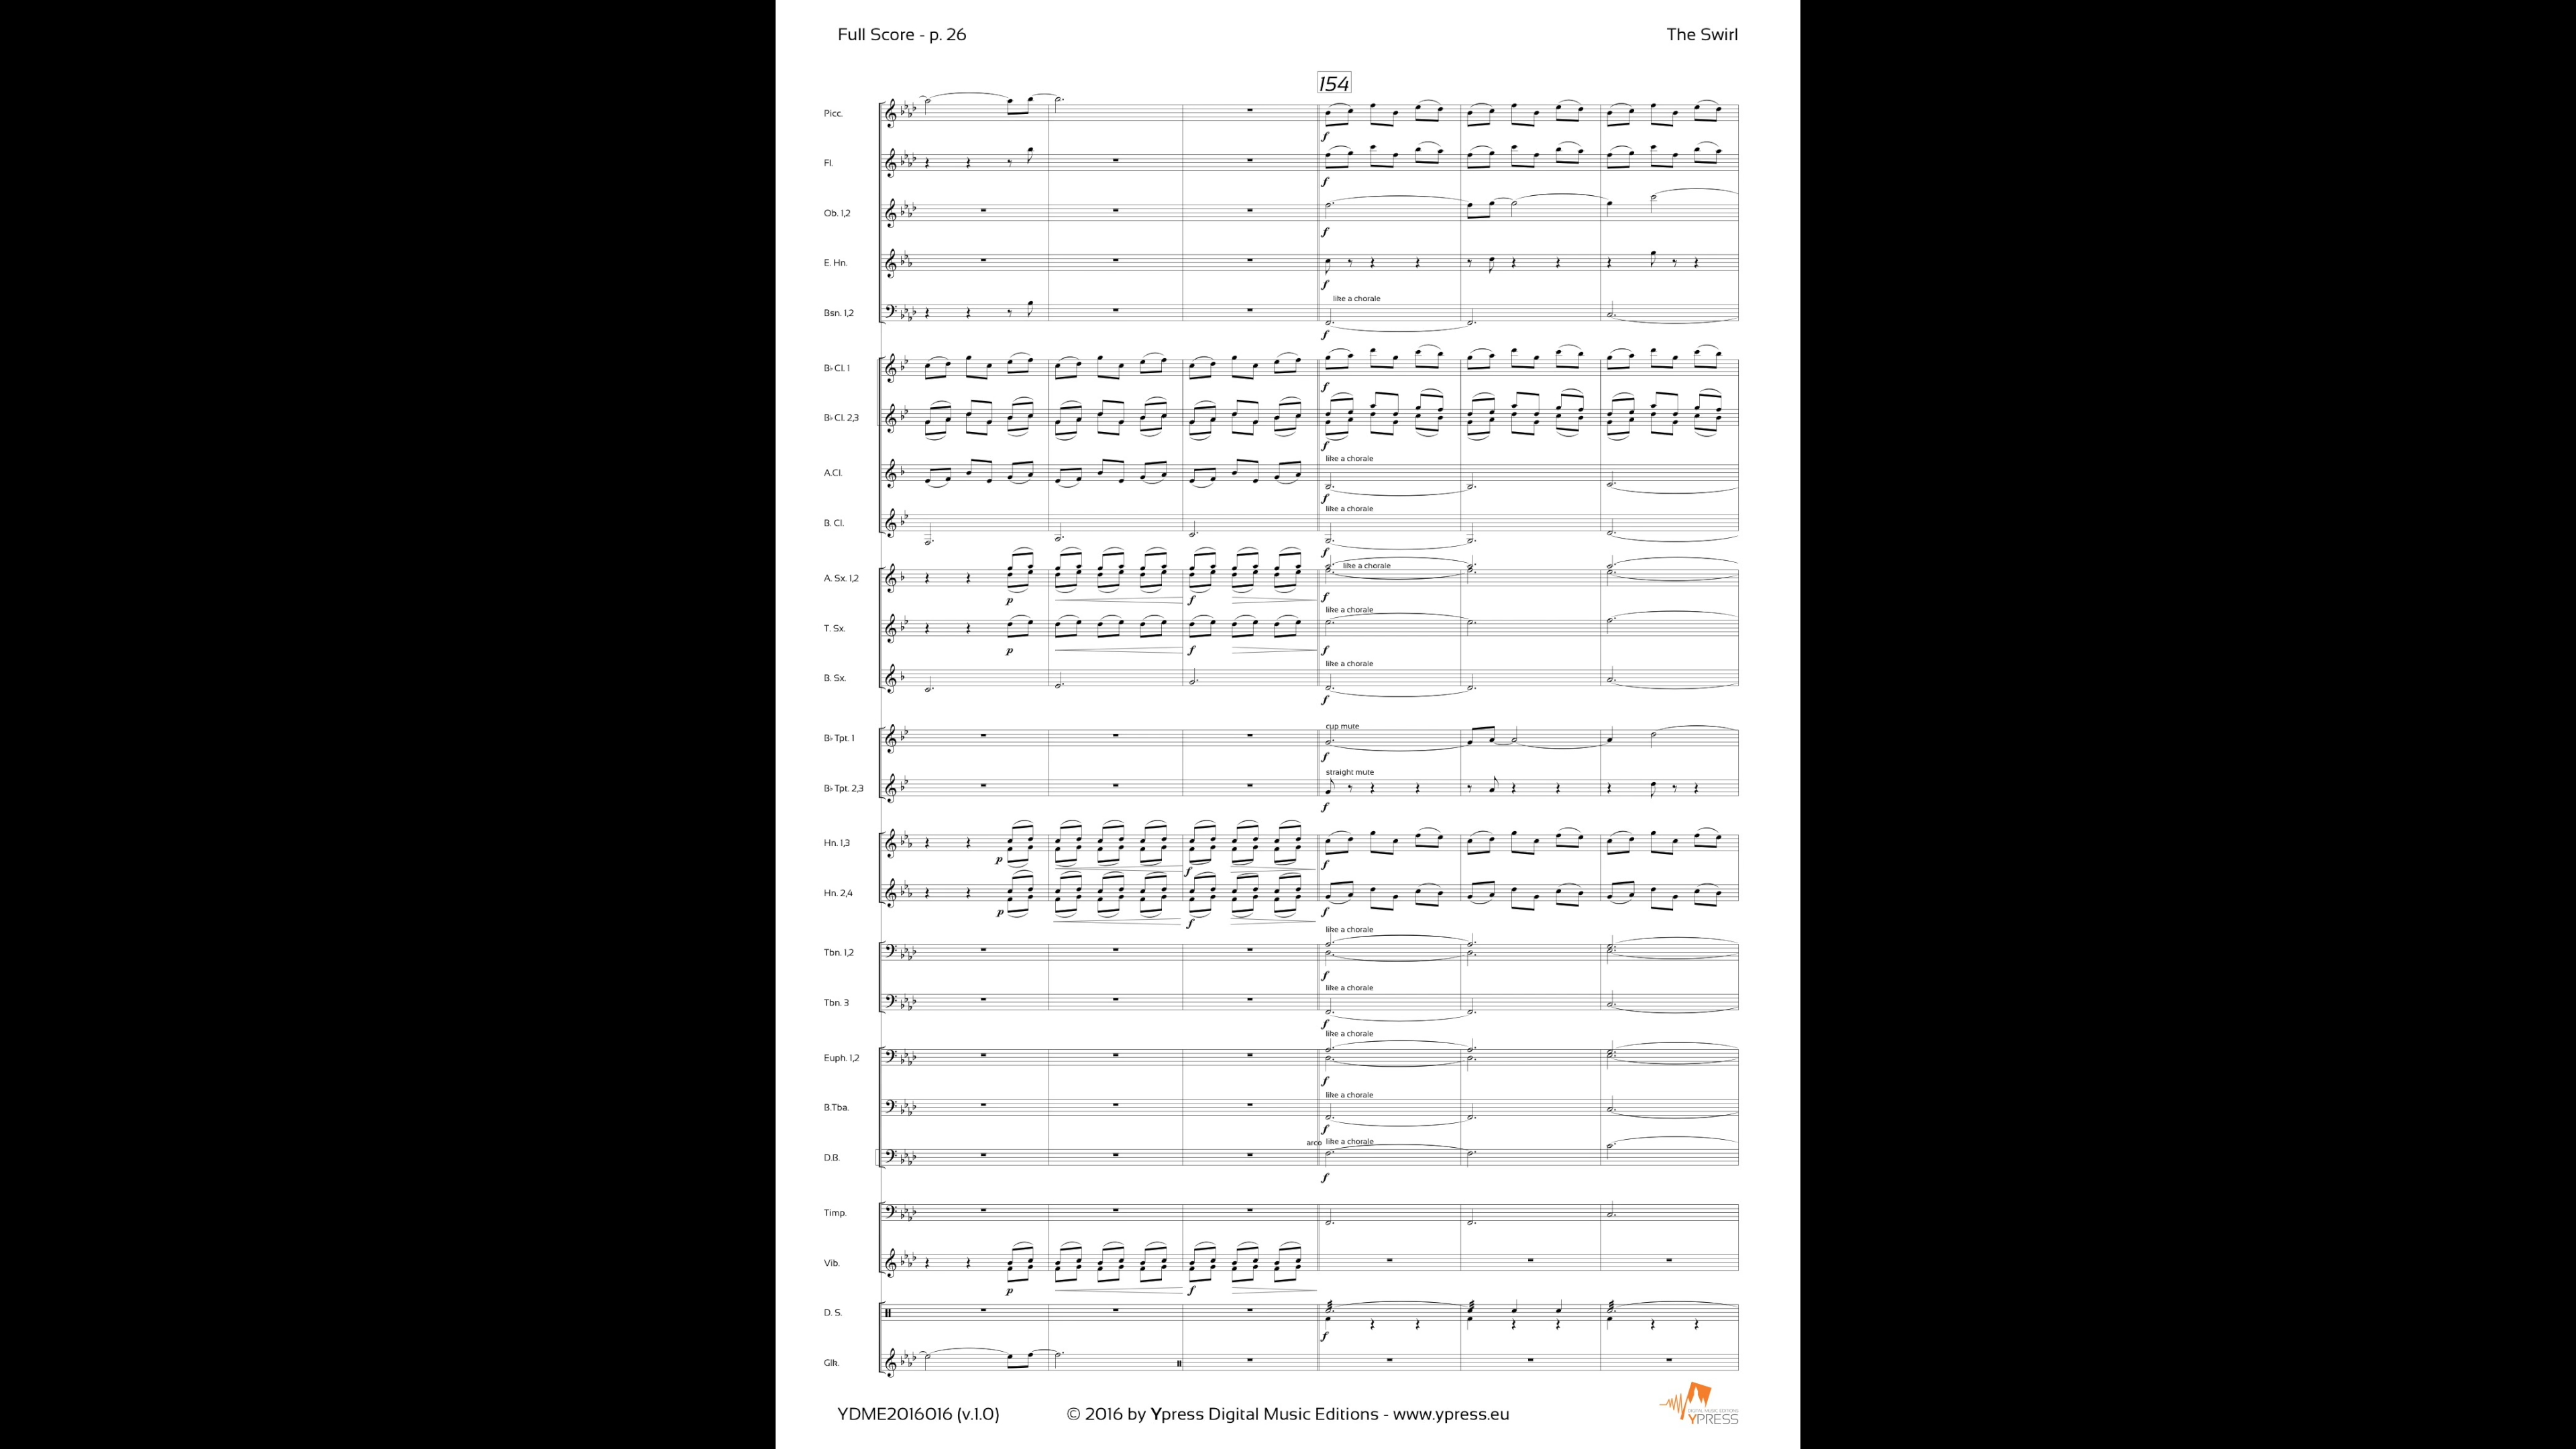 Full Score - p. 26
The Swirl
154
Picc.
f
Fl.
f
Ob. 1,2
f
E. Hn.
f
like a chorale
Bsn. 1,2
f
B♭ Cl. 1
f
B♭ Cl. 2,3
f
like a chorale
A.Cl.
f
like a chorale
B. Cl.
f
like a chorale
A. Sx. 1,2
p f f
like a chorale
T. Sx.
p f f
like a chorale
B. Sx.
f
cup mute
B♭ Tpt. 1
f
straight mute
B♭ Tpt. 2,3
f
Hn. 1,3
p f f
Hn. 2,4
p f f
like a chorale
Tbn. 1,2
f
like a chorale
Tbn. 3
f
like a chorale
Euph. 1,2
f
like a chorale
B.Tba.
f
arco like a chorale
D.B.
f
Timp.
Vib.
p f
D. S.
f
Glk.
YDME2016016 (v.1.0)
© 2016 by Ypress Digital Music Editions - www.ypress.eu
DIGITAL MUSIC EDITIONS
YPRESS